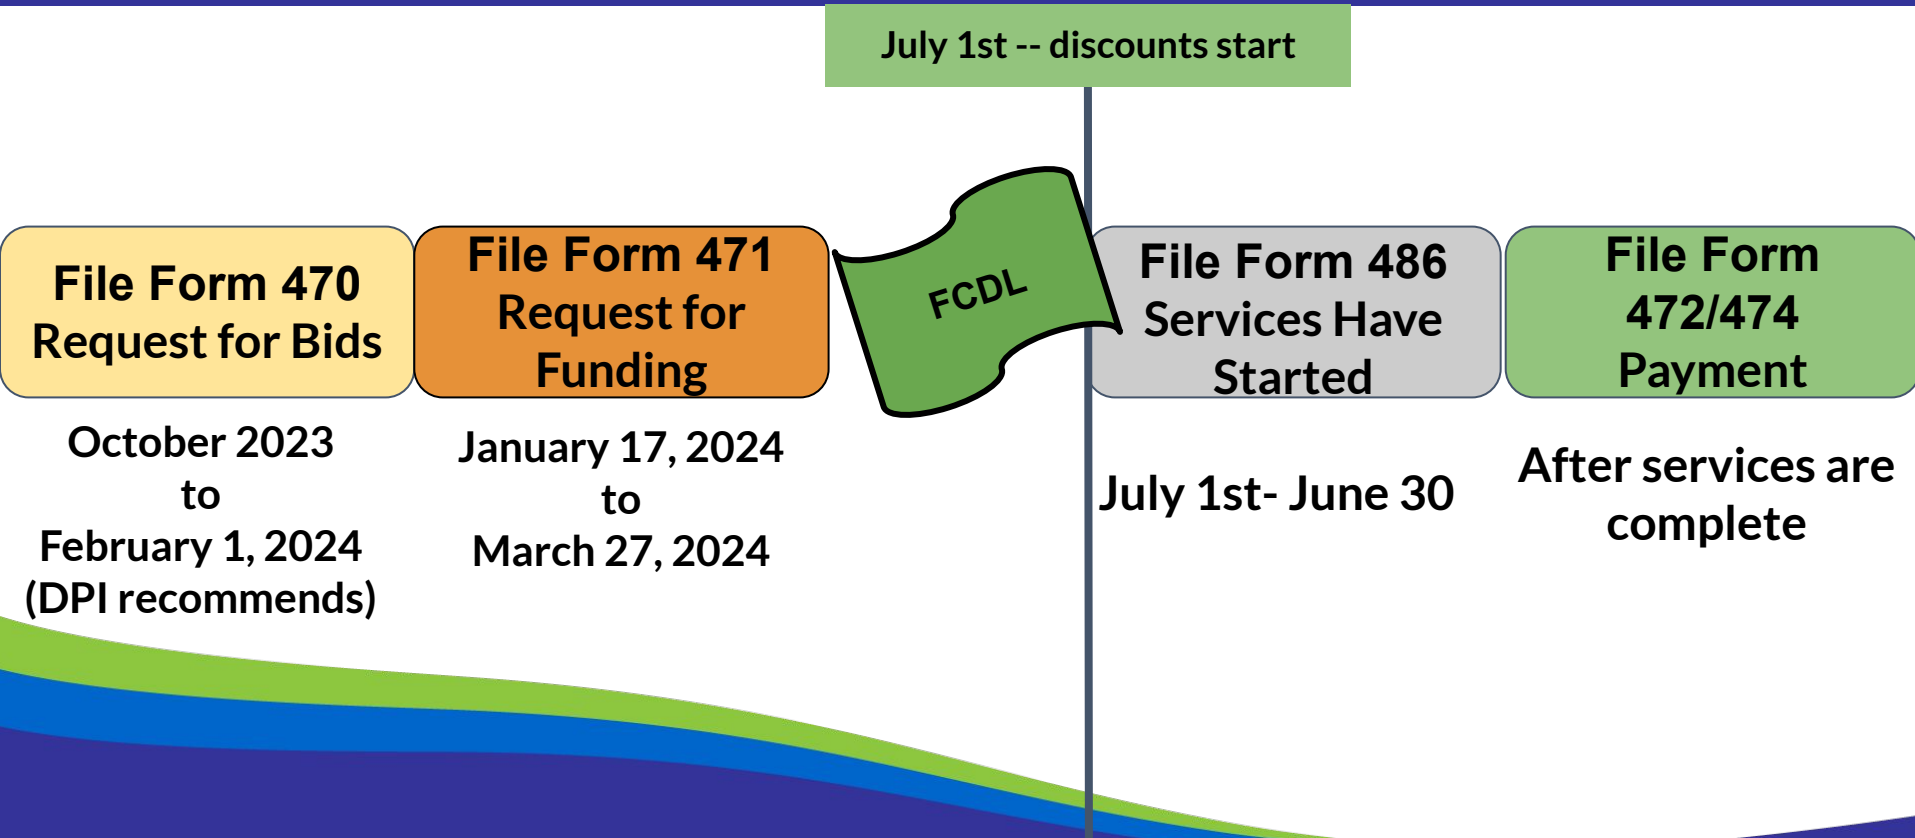 July 1st -- discounts start
File Form 470
Request for Bids
October 2023
to
February 1, 2024
(DPI recommends)
File Form 471
Request for
Funding
January 17, 2024
to
March 27, 2024
FCDL
File Form 486
Services Have
Started
July 1st- June 30
File Form
472/474
Payment
After services are
complete